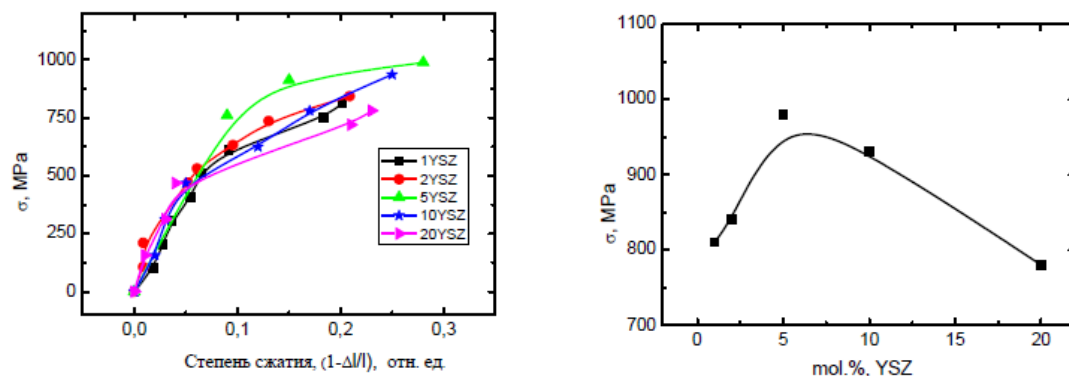 σ, MPa
1000
750
500
250
0
0,0 0,1 0,2 0,3
Степень сжатия, (1-Δl/l), отн. ед.
1YSZ
2YSZ
5YSZ
10YSZ
20YSZ
σ, MPa
1100
1000
900
800
700
0 5 10 15 20
mol.%, YSZ